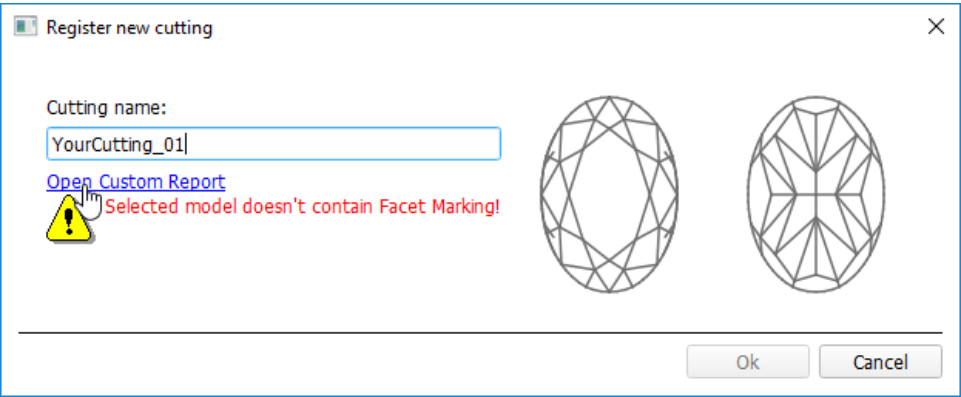 Register new cutting
Cutting name:
YourCutting_01
Open Custom Report
Selected model doesn't contain Facet Marking!
Ok
Cancel